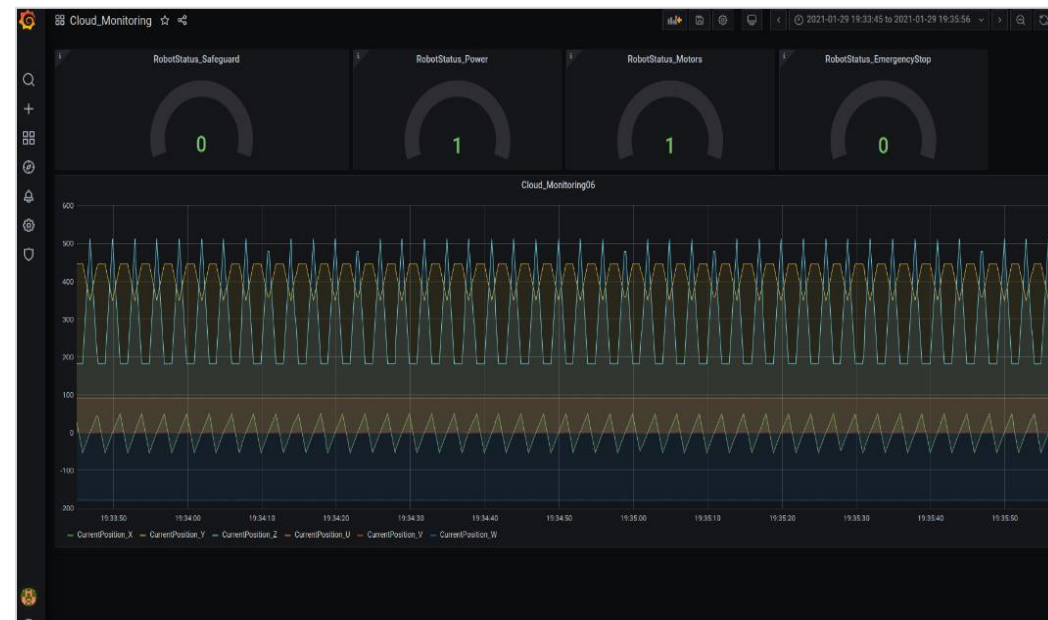 Cloud_Monitoring
2021-01-29 19:33:45 to 2021-01-29 19:35:56
RobotStatus_Safeguard
RobotStatus_Power
RobotStatus_Motors
RobotStatus_EmergencyStop
0
1
1
0
Cloud_Monitoring06
600
500
400
300
200
100
0
-100
200
19:33:50 19:34:00 19:34:10 19:34:20 19:34:30 19:34:40 19:34:50 19:35:00 19:35:10 19:35:20 19:35:30 19:35:40 19:35:50
CurrentPosition_X CurrentPosition_Y CurrentPosition_Z CurrentPosition_U CurrentPosition_V CurrentPosition_W